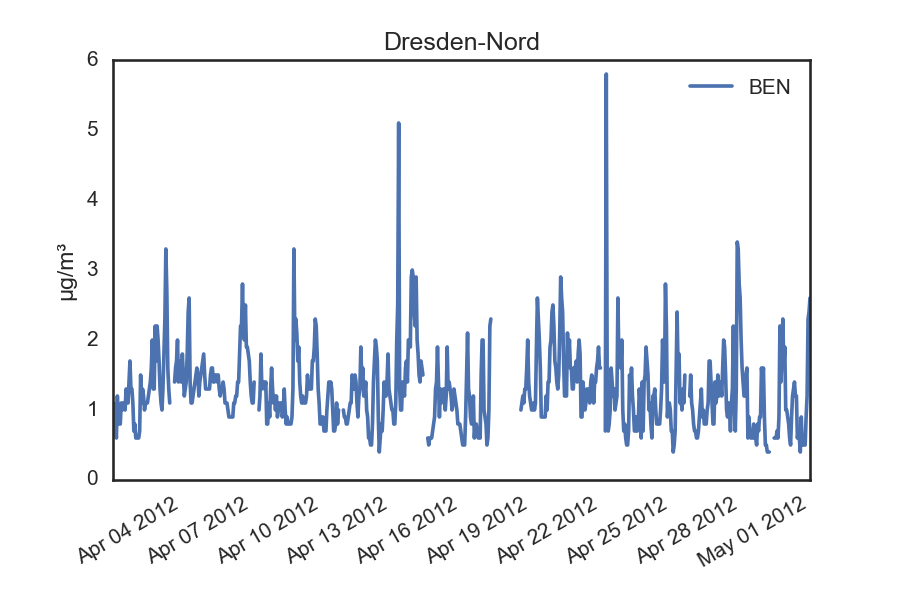 Dresden-Nord
6
5
4
3
2
1
0
µg/m³
BEN
Apr 04 2012
Apr 07 2012
Apr 10 2012
Apr 13 2012
Apr 16 2012
Apr 19 2012
Apr 22 2012
Apr 25 2012
Apr 28 2012
May 01 2012